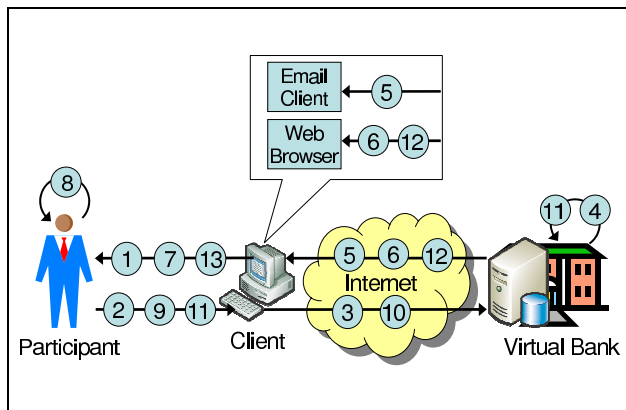 Email
Client
5
Web
Browser
6 12
8
11 4
1 7 13
5 6 12
Internet
2 9 11
3 10
Participant
Client
Virtual Bank